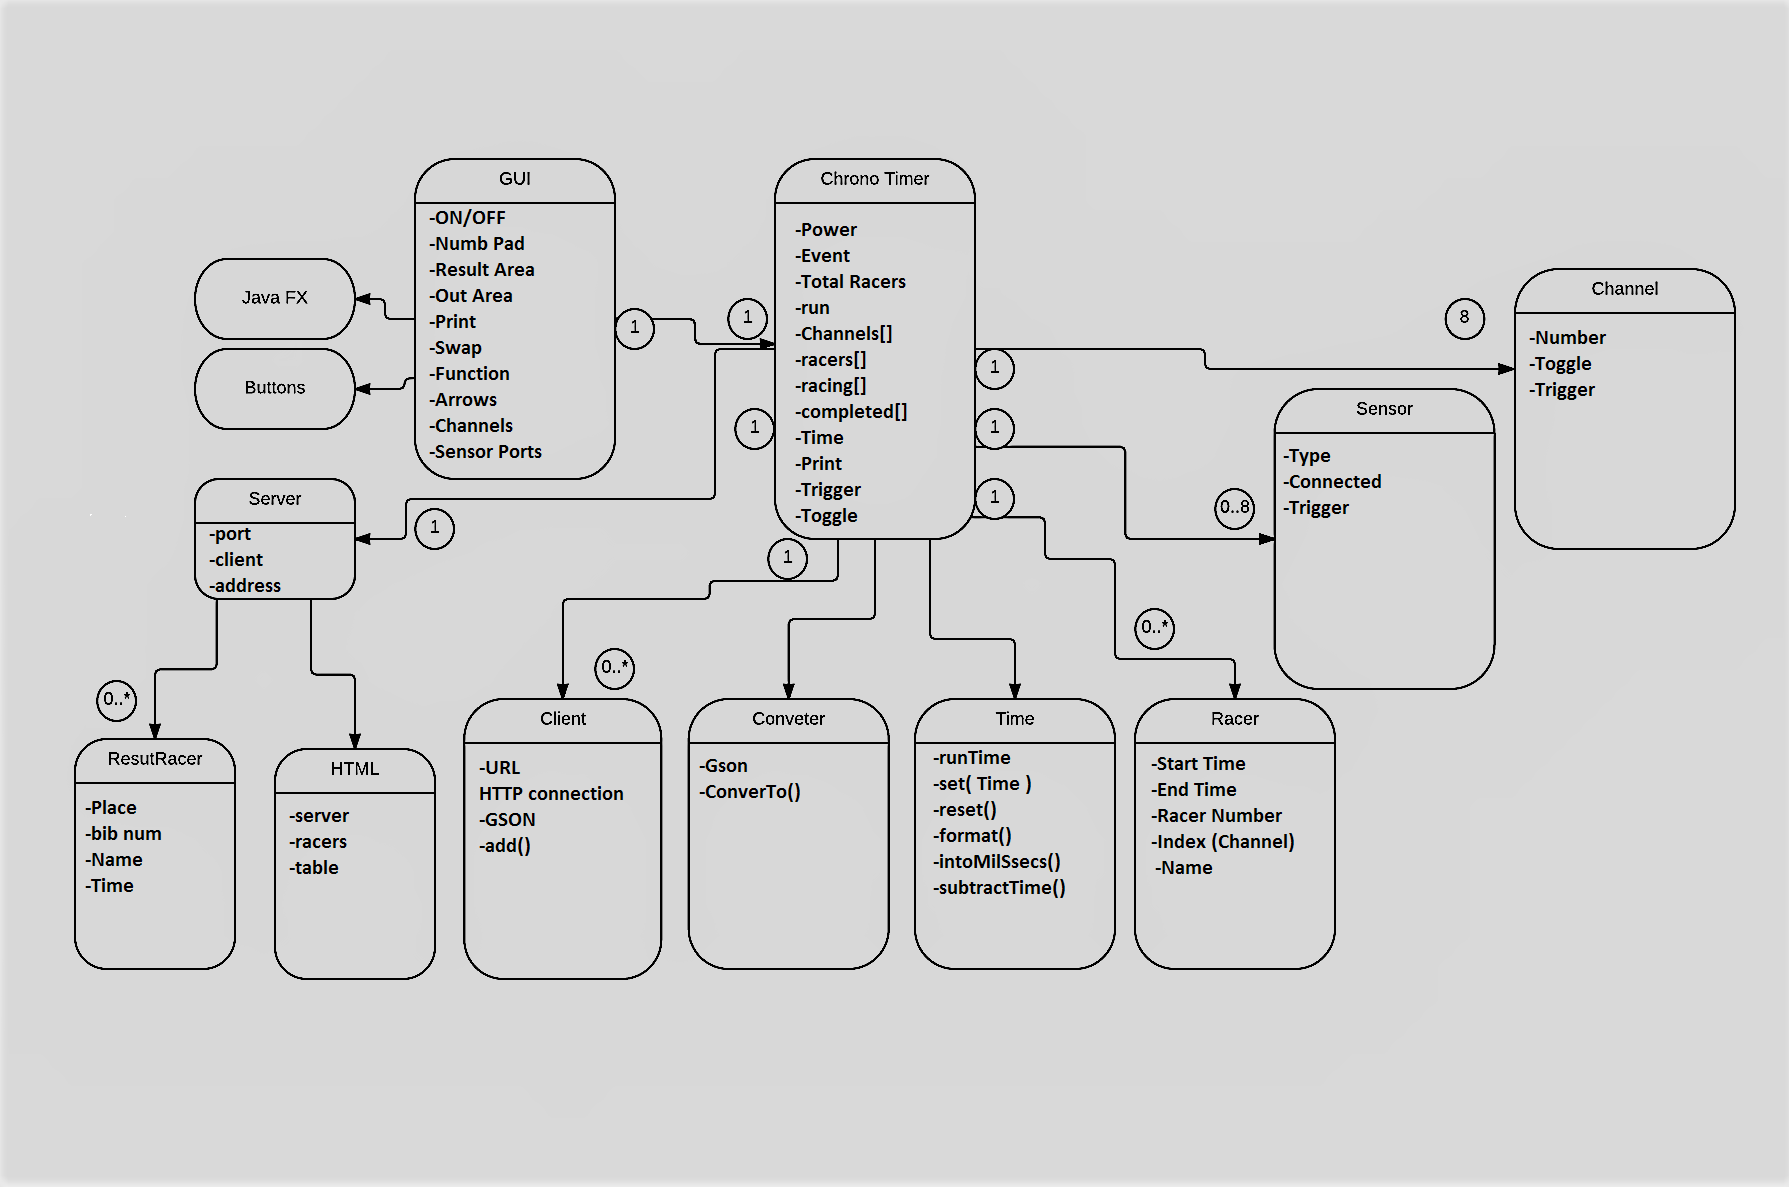 GUI
-ON/OFF
-Numb Pad
-Result Area
-Out Area
-Print
-Swap
-Function
-Arrows
-Channels
-Sensor Ports
Java FX
Buttons
1
1
Chrono Timer
-Power
-Event
-Total Racers
-run
-Channels[]
-racers[]
-racing[]
-completed[]
-Time
-Print
-Trigger
-Toggle
1
1
1
1
8
Channel
-Number
-Toggle
-Trigger
0..8
Sensor
-Type
-Connected
-Trigger
Server
-port
-client
-address
1
1
0..*
0..*
0..*
ResutRacer
-Place
-bib num
-Name
-Time
HTML
-server
-racers
-table
Client
-URL
HTTP connection
-GSON
-add()
Conveter
-Gson
-ConverTo()
Time
-runTime
-set( Time )
-reset()
-format()
-intoMilSsecs()
-subtractTime()
Racer
-Start Time
-End Time
-Racer Number
-Index (Channel)
-Name